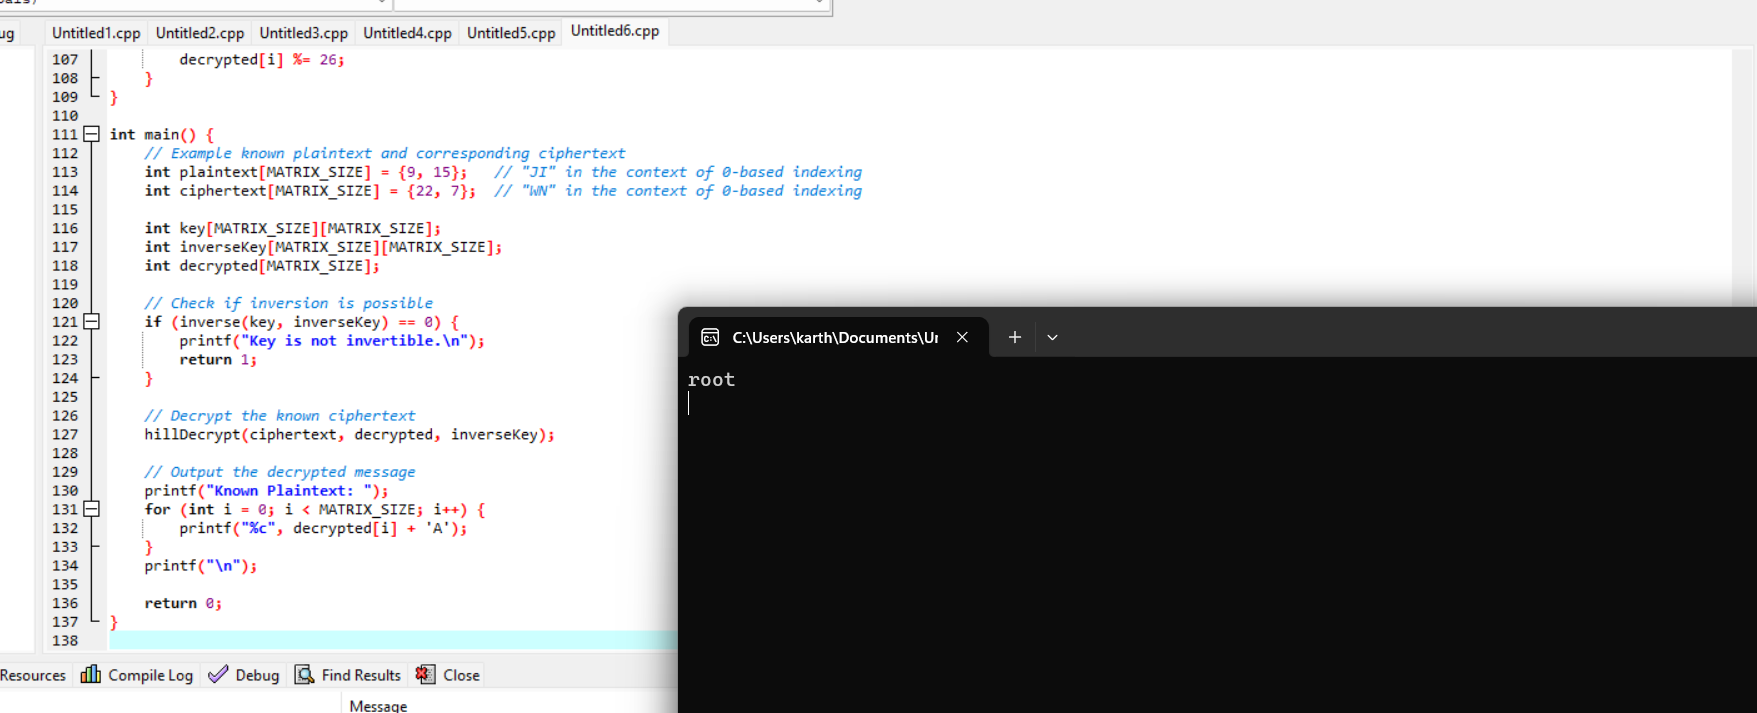 ug
Untitled1.cpp Untitled2.cpp Untitled3.cpp Untitled4.cpp Untitled5.cpp Untitled6.cpp
107 decrypted[i] %= 26;
108 }
109 }
110
111 int main() {
112 // Example known plaintext and corresponding ciphertext
113 int plaintext[MATRIX_SIZE] = {9, 15}; // "JI" in the context of 0-based indexing
114 int ciphertext[MATRIX_SIZE] = {22, 7}; // "WN" in the context of 0-based indexing
115
116 int key[MATRIX_SIZE][MATRIX_SIZE];
117 int inverseKey[MATRIX_SIZE][MATRIX_SIZE];
118 int decrypted[MATRIX_SIZE];
119
120 // Check if inversion is possible
121 if (inverse(key, inverseKey) == 0) {
122 printf("Key is not invertible.\n");
123 return 1;
124 }
125
126 // Decrypt the known ciphertext
127 hillDecrypt(ciphertext, decrypted, inverseKey);
128
129 // Output the decrypted message
130 printf("Known Plaintext: ");
131 for (int i = 0; i < MATRIX_SIZE; i++) {
132 printf("%c", decrypted[i] + 'A');
133 }
134 printf("\n");
135
136 return 0;
137 }
138
C:\Users\karth\Documents\Ur
root
Resources Compile Log Debug Find Results Close
Message